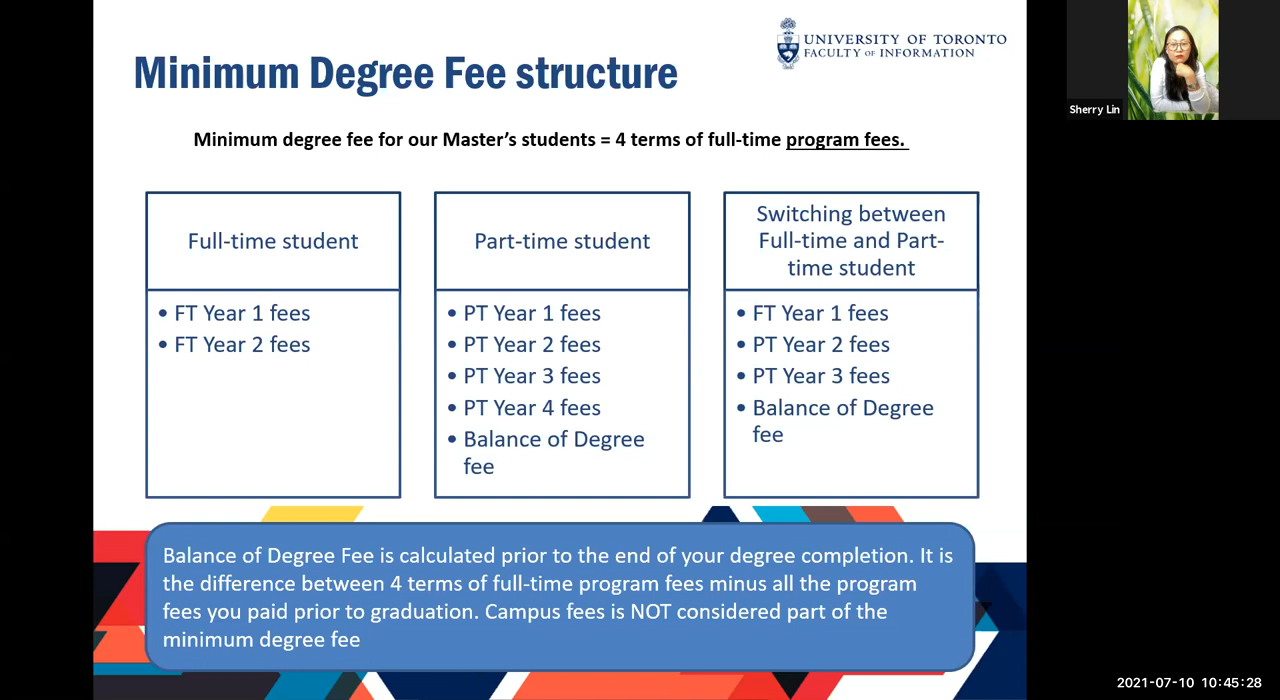 UNIVERSITY OF TORONTO
FACULTY OF INFORMATION
Minimum Degree Fee structure
Minimum degree fee for our Master's students = 4 terms of full-time program fees.
Full-time student
• FT Year 1 fees
• FT Year 2 fees
Part-time student
• PT Year 1 fees
• PT Year 2 fees
• PT Year 3 fees
• PT Year 4 fees
• Balance of Degree
fee
Switching between
Full-time and Part-
time student
• FT Year 1 fees
• PT Year 2 fees
• PT Year 3 fees
• Balance of Degree
fee
Balance of Degree Fee is calculated prior to the end of your degree completion. It is
the difference between 4 terms of full-time program fees minus all the program
fees you paid prior to graduation. Campus fees is NOT considered part of the
minimum degree fee
Sherry Lin
2021-07-10 10:45:28